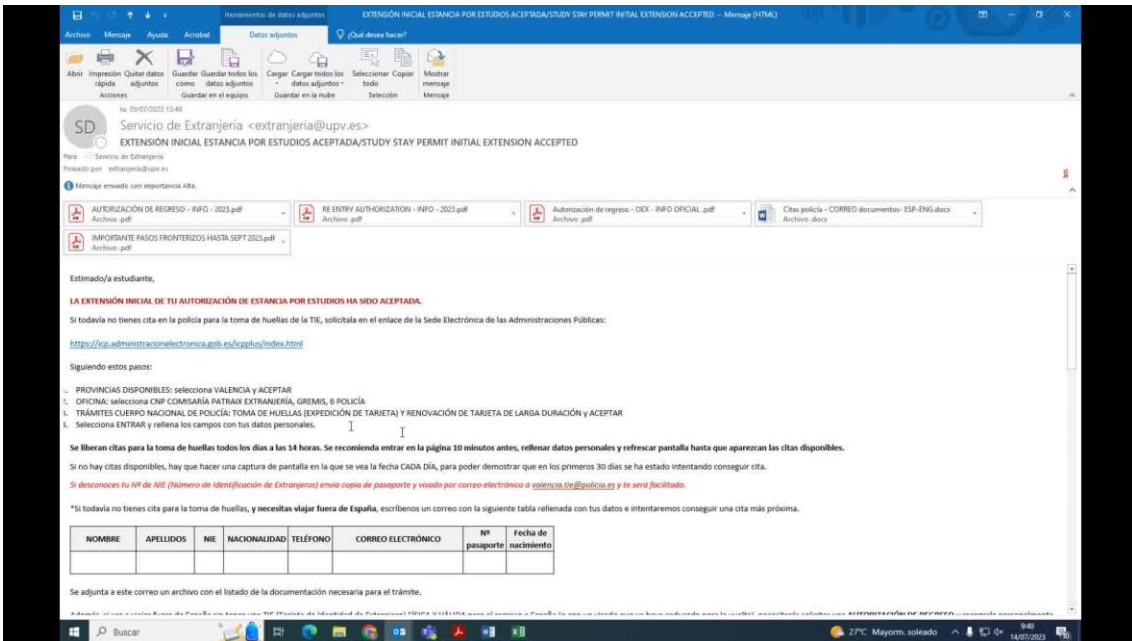 Herramientas de datos adjuntos
EXTENSIÓN INICIAL ESTANCIA POR ESTUDIOS ACEPTADA/STUDY STAY PERMIT INITIAL EXTENSION ACCEPTED - Mensaje (HTML)
Archivo Mensaje Ayuda Acrobat Datos adjuntos ¿Qué desea hacer?
Abrir Impresión rápida Quitar datos adjuntos Guardar como Guardar todos los datos adjuntos Cargar Cargar todos los datos adjuntos Seleccionar todo Copiar Mostrar mensaje
Acciones Guardar en el equipo Guardar en la nube Selección Mensaje
SD
Servicio de Extranjería <extranjeria@upv.es>
EXTENSIÓN INICIAL ESTANCIA POR ESTUDIOS ACEPTADA/STUDY STAY PERMIT INITIAL EXTENSION ACCEPTED
Para Servicio de Extranjería
extranjeria@upv.es
Mensaje enviado con importancia Alta.
AUTORIZACIÓN DE REGRESO - INFO - 2023.pdf
Archivo .pdf
RE ENTRY AUTHORIZATION - INFO - 2023.pdf
Archivo .pdf
Autorización de regreso - OEX - INFO OFICIAL .pdf
Archivo .pdf
Citas policía - CORREO documentos- ESP-ENG.docx
Archivo .docx
IMPORTANTE PASOS FRONTERIZOS HASTA SEPT 2023.pdf
Archivo .pdf
Estimado/a estudiante,
LA EXTENSIÓN INICIAL DE TU AUTORIZACIÓN DE ESTANCIA POR ESTUDIOS HA SIDO ACEPTADA.
Si todavía no tienes cita en la policía para la toma de huellas de la TIE, solicítala en el enlace de la Sede Electrónica de las Administraciones Públicas:
https://icp.administracionelectronica.gob.es/icpplus/index.html
Siguiendo estos pasos:
PROVINCIAS DISPONIBLES: selecciona VALENCIA y ACEPTAR
OFICINA: selecciona CNP COMISARÍA PATRAIX EXTRANJERÍA, GREMIS, 6 POLICÍA
TRÁMITES CUERPO NACIONAL DE POLICÍA: TOMA DE HUELLAS (EXPEDICIÓN DE TARJETA) Y RENOVACIÓN DE TARJETA DE LARGA DURACIÓN y ACEPTAR
Selecciona ENTRAR y rellena los campos con tus datos personales.
Se liberan citas para la toma de huellas todos los días a las 14 horas. Se recomienda entrar en la página 10 minutos antes, rellenar datos personales y refrescar pantalla hasta que aparezcan las citas disponibles.
Si no hay citas disponibles, hay que hacer una captura de pantalla en la que se vea la fecha CADA DÍA, para poder demostrar que en los primeros 30 días se ha estado intentando conseguir cita.
Si desconoces tu Nº de NIE (Número de Identificación de Extranjeros) envía copia de pasaporte y visado por correo electrónico a valencia.tie@policia.es y te será facilitado.
*Si todavía no tienes cita para la toma de huellas, y necesitas viajar fuera de España, escríbenos un correo con la siguiente tabla rellenada con tus datos e intentaremos conseguir una cita más próxima.
NOMBRE APELLIDOS NIE NACIONALIDAD TELÉFONO CORREO ELECTRÓNICO Nº pasaporte Fecha de nacimiento
Se adjunta a este correo un archivo con el listado de la documentación necesaria para el trámite.
Buscar
27°C Mayorm. soleado
9:40
14/07/2023